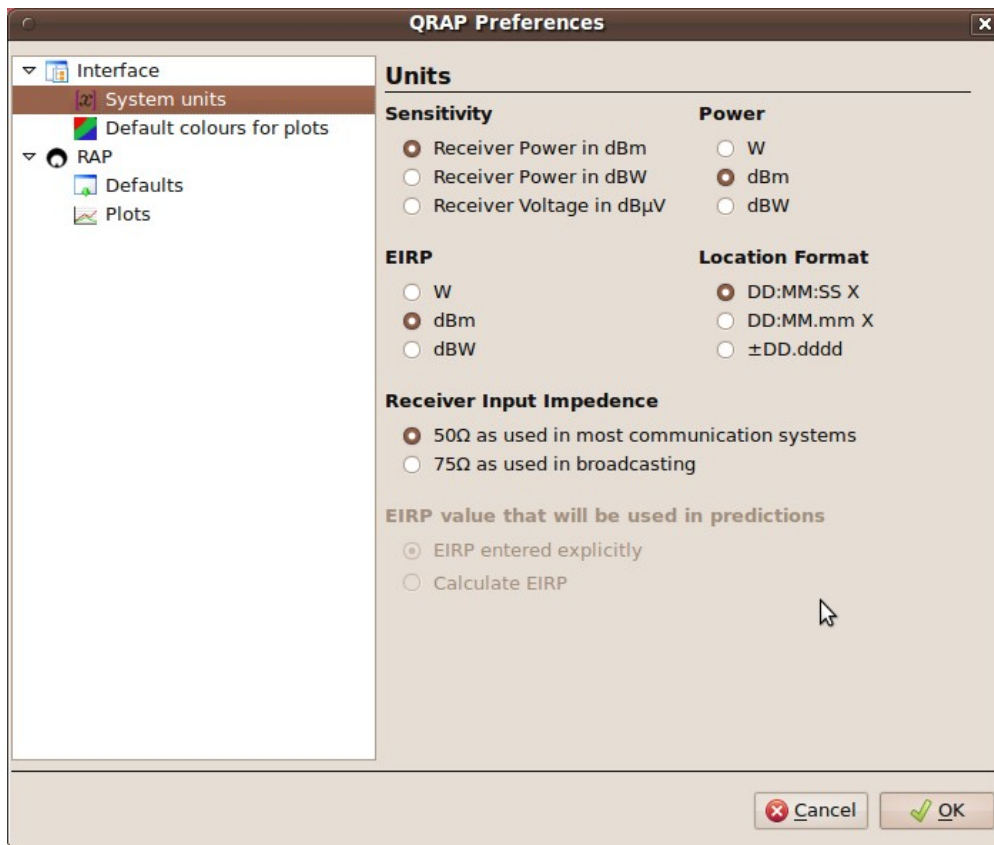 QRAP Preferences
Interface
[x] System units
Default colours for plots
RAP
Defaults
Plots
Units
Sensitivity
Receiver Power in dBm
Receiver Power in dBW
Receiver Voltage in dBµV
Power
W
dBm
dBW
EIRP
W
dBm
dBW
Location Format
DD:MM:SS X
DD:MM.mm X
±DD.dddd
Receiver Input Impedence
50Ω as used in most communication systems
75Ω as used in broadcasting
EIRP value that will be used in predictions
EIRP entered explicitly
Calculate EIRP
Cancel
OK